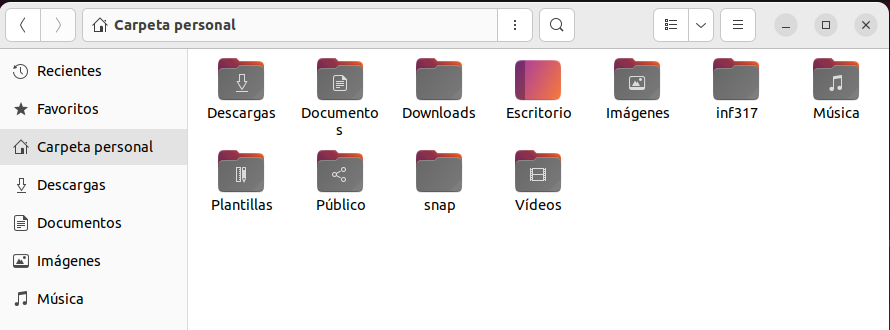 Carpeta personal
Recientes
Favoritos
Carpeta personal
Descargas
Documentos
Imágenes
Música
Descargas
Documento
s
Downloads
Escritorio
Imágenes
inf317
Música
Plantillas
Público
snap
Vídeos